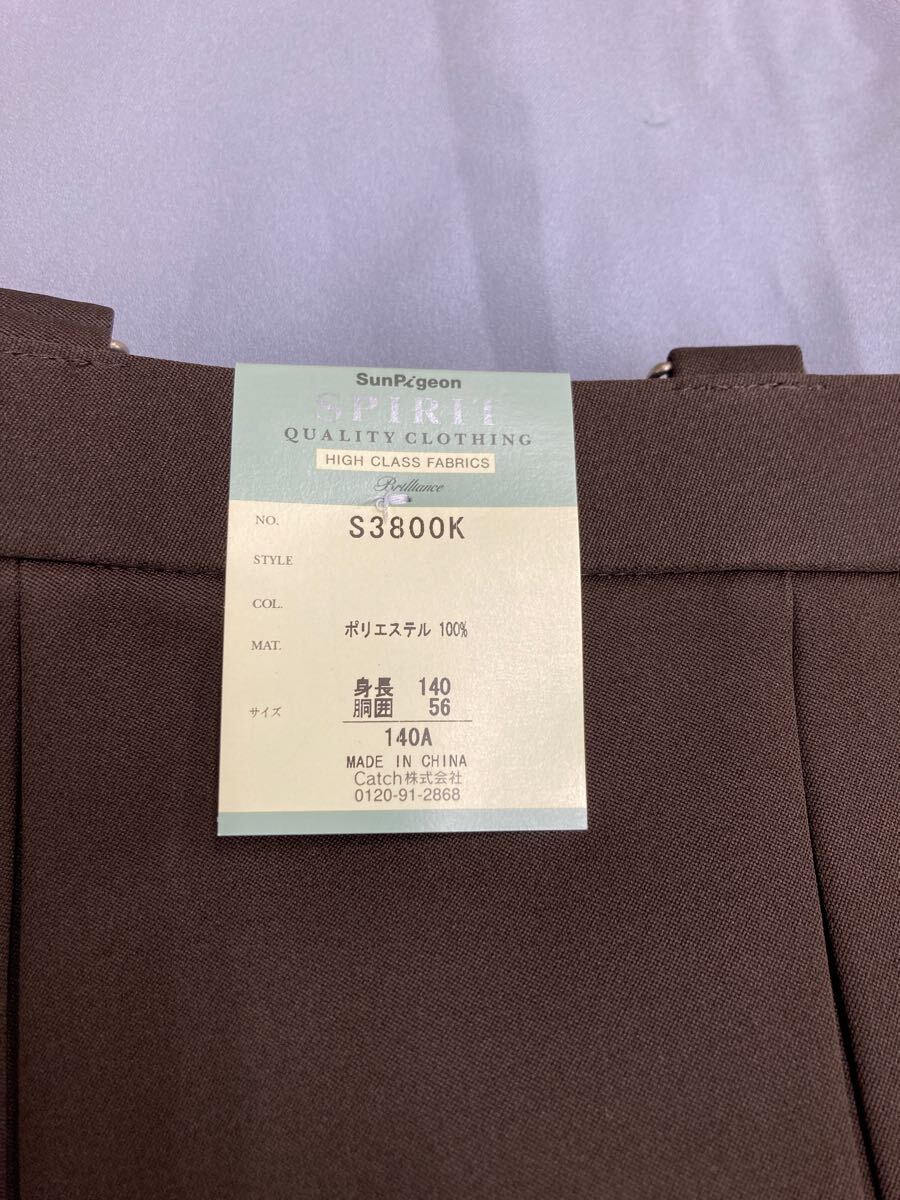 SunPigeon
SPIRIT
QUALITY CLOTHING
HIGH CLASS FABRICS
Brilliance
NO. S3800K
STYLE
COL.
MAT. ポリエステル 100%
サイズ 身長 140
胴囲 56
140A
MADE IN CHINA
Catch株式会社
0120-91-2868